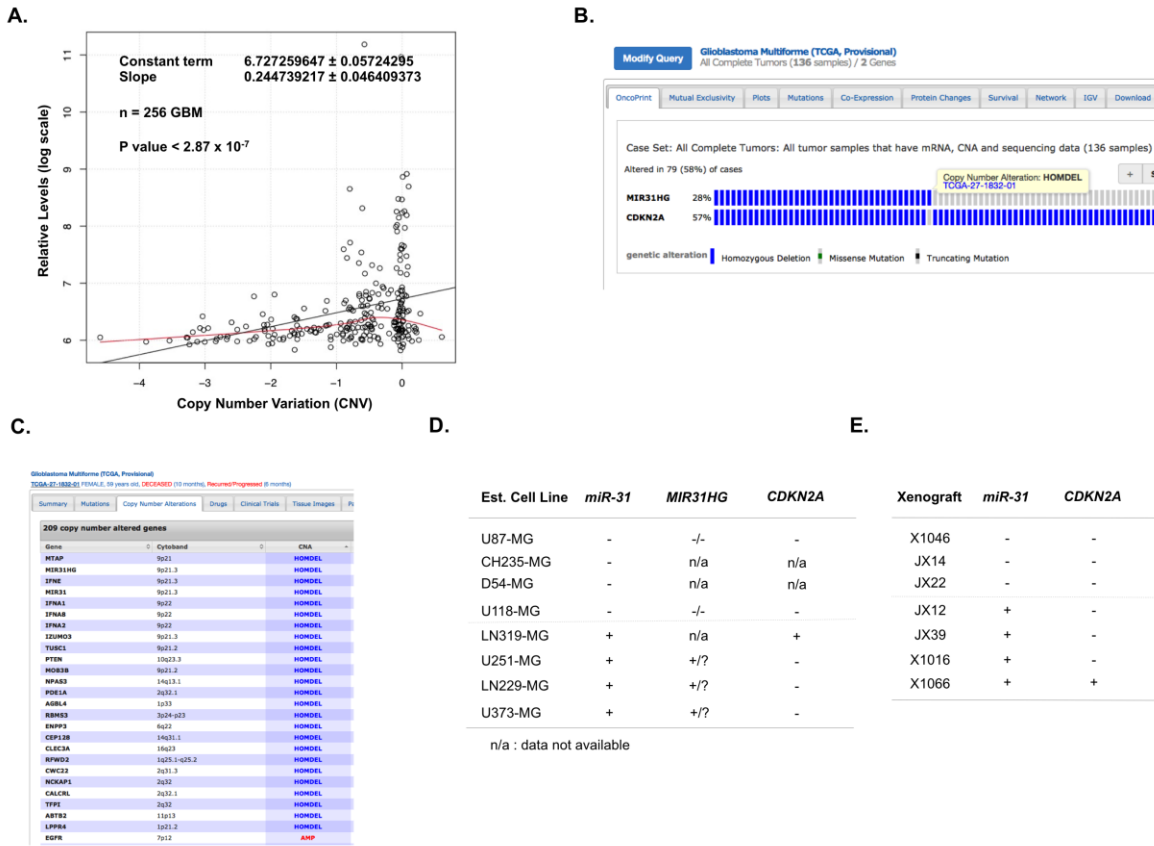 A.
Constant term 6.727259647 ± 0.05724295
Slope 0.244739217 ± 0.046409373
n = 256 GBM
P value < 2.87 x 10-7
Relative Levels (log scale)
11
10
9
8
7
6
−4 −3 −2 −1 0
Copy Number Variation (CNV)
B.
Modify Query
Glioblastoma Multiforme (TCGA, Provisional)
All Complete Tumors (136 samples) / 2 Genes
OncoPrint Mutual Exclusivity Plots Mutations Co-Expression Protein Changes Survival Network IGV Download
Case Set: All Complete Tumors: All tumor samples that have mRNA, CNA and sequencing data (136 samples)
Altered in 79 (58%) of cases
Copy Number Alteration: HOMDEL
TCGA-27-1832-01
+ S
MIR31HG 28%
CDKN2A 57%
genetic alteration Homozygous Deletion Missense Mutation Truncating Mutation
C.
Glioblastoma Multiforme (TCGA, Provisional)
TCGA-27-1832-01 FEMALE, 59 years old, DECEASED (10 months), Recurred/Progressed (6 months)
Summary Mutations Copy Number Alterations Drugs Clinical Trials Tissue Images Pa
209 copy number altered genes
Gene Cytoband CNA
MTAP 9p21 HOMDEL
MIR31HG 9p21.3 HOMDEL
IFNE 9p21.3 HOMDEL
MIR31 9p21.3 HOMDEL
IFNA1 9p22 HOMDEL
IFNA8 9p22 HOMDEL
IFNA2 9p22 HOMDEL
IZUMO3 9p21.3 HOMDEL
TUSC1 9p21.2 HOMDEL
PTEN 10q23.3 HOMDEL
MOB3B 9p21.2 HOMDEL
NPAS3 14q13.1 HOMDEL
PDE1A 2q32.1 HOMDEL
AGBL4 1p33 HOMDEL
RBMS3 3p24-p23 HOMDEL
ENPP3 6q22 HOMDEL
CEP128 14q31.1 HOMDEL
CLEC3A 16q23 HOMDEL
RFWD2 1q25.1-q25.2 HOMDEL
CWC22 2q31.3 HOMDEL
NCKAP1 2q32 HOMDEL
CALCRL 2q32.1 HOMDEL
TFPI 2q32 HOMDEL
ABTB2 11p13 HOMDEL
LPPR4 1p21.2 HOMDEL
EGFR 7p12 AMP
D.
Est. Cell Line miR-31 MIR31HG CDKN2A
U87-MG - -/- -
CH235-MG - n/a n/a
D54-MG - n/a n/a
U118-MG - -/- -
LN319-MG + n/a +
U251-MG + +/? -
LN229-MG + +/? -
U373-MG + +/? -
n/a : data not available
E.
Xenograft miR-31 CDKN2A
X1046 - -
JX14 - -
JX22 - -
JX12 + -
JX39 + -
X1016 + -
X1066 + +